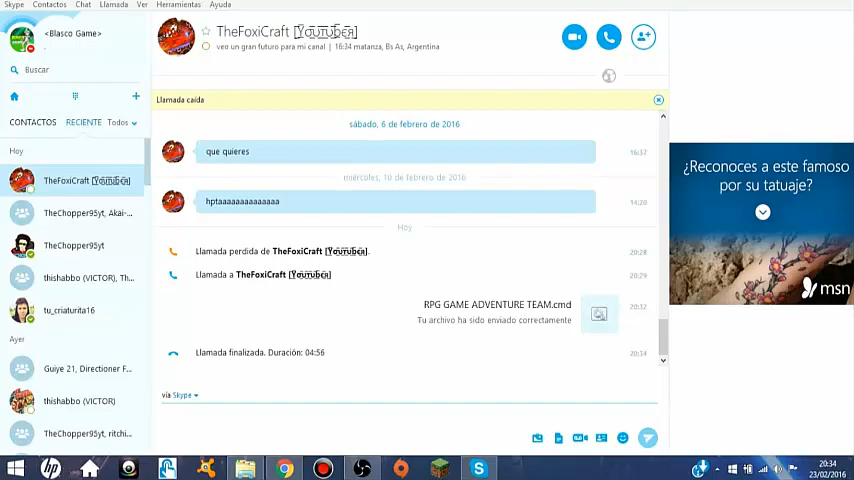 Skype Contactos Chat Llamada Ver Herramientas Ayuda
<Blasco Game>
Buscar
CONTACTOS RECIENTE Todos
Hoy
TheFoxiCraft [Youtuber]
TheChopper95yt, Akai-...
TheChopper95yt
thishabbo (VICTOR), Th...
tu_criaturita16
Ayer
Guiye 21, Directioner F...
thishabbo (VICTOR)
TheChopper95yt, ritchi...
TheFoxiCraft [Youtuber]
veo un gran futuro para mi canal | 16:34 matanza, Bs As, Argentina
Llamada caída
sábado, 6 de febrero de 2016
que quieres 16:37
miércoles, 10 de febrero de 2016
hptaaaaaaaaaaaaaa 14:20
Hoy
Llamada perdida de TheFoxiCraft [Youtuber]. 20:28
Llamada a TheFoxiCraft [Youtuber] 20:29
RPG GAME ADVENTURE TEAM.cmd
Tu archivo ha sido enviado correctamente 20:32
Llamada finalizada. Duración: 04:56 20:34
vía Skype
¿Reconoces a este famoso
por su tatuaje?
msn
hp
20:34
23/02/2016